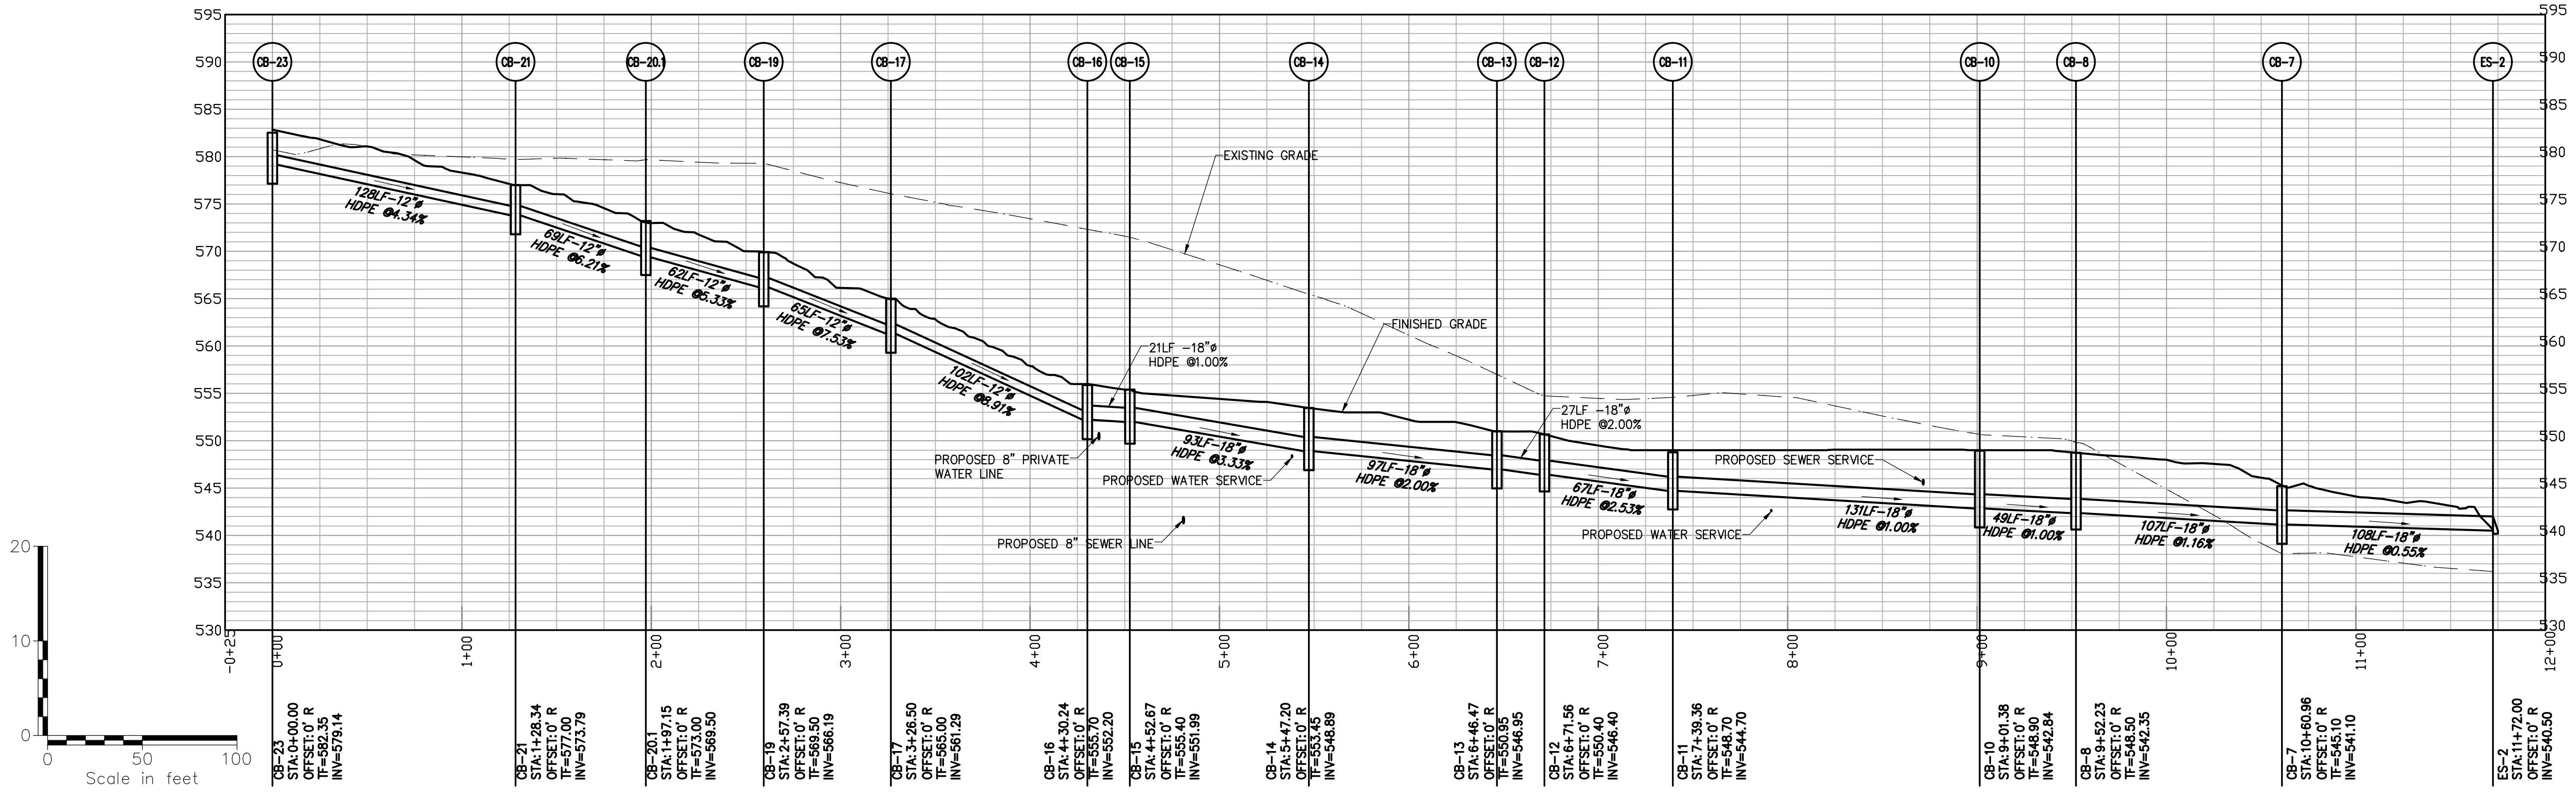 595
590
585
580
575
570
565
560
555
550
545
540
535
530
595
590
585
580
575
570
565
560
555
550
545
540
535
530
CB-23
CB-21
CB-20.1
CB-19
CB-17
CB-16
CB-15
CB-14
CB-13
CB-12
CB-11
CB-10
CB-8
CB-7
ES-2
EXISTING GRADE
FINISHED GRADE
128LF-12"ø
HDPE @4.34%
69LF-12"ø
HDPE @6.21%
62LF-12"ø
HDPE @5.33%
65LF-12"ø
HDPE @7.53%
102LF-12"ø
HDPE @8.91%
21LF -18"ø
HDPE @1.00%
93LF-18"ø
HDPE @3.33%
97LF-18"ø
HDPE @2.00%
27LF -18"ø
HDPE @2.00%
67LF-18"ø
HDPE @2.53%
131LF-18"ø
HDPE @1.00%
49LF-18"ø
HDPE @1.00%
107LF-18"ø
HDPE @1.16%
108LF-18"ø
HDPE @0.55%
PROPOSED 8" PRIVATE
WATER LINE
PROPOSED WATER SERVICE
PROPOSED 8" SEWER LINE
PROPOSED SEWER SERVICE
PROPOSED WATER SERVICE
-0+25
0+00
1+00
2+00
3+00
4+00
5+00
6+00
7+00
8+00
9+00
10+00
11+00
12+00
CB-23
STA:0+00.00
OFFSET:0' R
TF=582.35
INV=579.14
CB-21
STA:1+28.34
OFFSET:0' R
TF=577.00
INV=573.79
CB-20.1
STA:1+97.15
OFFSET:0' R
TF=573.00
INV=569.50
CB-19
STA:2+57.39
OFFSET:0' R
TF=569.50
INV=566.19
CB-17
STA:3+26.50
OFFSET:0' R
TF=565.00
INV=561.29
CB-16
STA:4+30.24
OFFSET:0' R
TF=555.70
INV=552.20
CB-15
STA:4+52.67
OFFSET:0' R
TF=555.40
INV=551.99
CB-14
STA:5+47.20
OFFSET:0' R
TF=553.45
INV=548.89
CB-13
STA:6+46.47
OFFSET:0' R
TF=550.95
INV=546.95
CB-12
STA:6+71.56
OFFSET:0' R
TF=550.40
INV=546.40
CB-11
STA:7+39.36
OFFSET:0' R
TF=548.70
INV=544.70
CB-10
STA:9+01.38
OFFSET:0' R
TF=548.90
INV=542.84
CB-8
STA:9+52.23
OFFSET:0' R
TF=548.50
INV=542.35
CB-7
STA:10+60.96
OFFSET:0' R
TF=545.10
INV=541.10
ES-2
STA:11+72.00
OFFSET:0' R
INV=540.50
20
10
0
0
50
100
Scale in feet